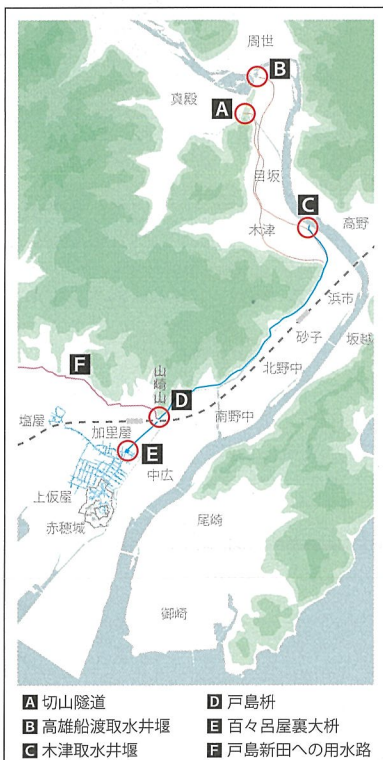 周世
B
真殿
A
目坂
C
木津
高野
浜市
坂越
砂子
北野中
F
山崎山
D
南野中
塩屋
加里屋
E
中広
上仮屋
尾崎
赤穂城
御崎
A 切山隧道
B 高雄船渡取水井堰
C 木津取水井堰
D 戸島枡
E 百々呂屋裏大枡
F 戸島新田への用水路